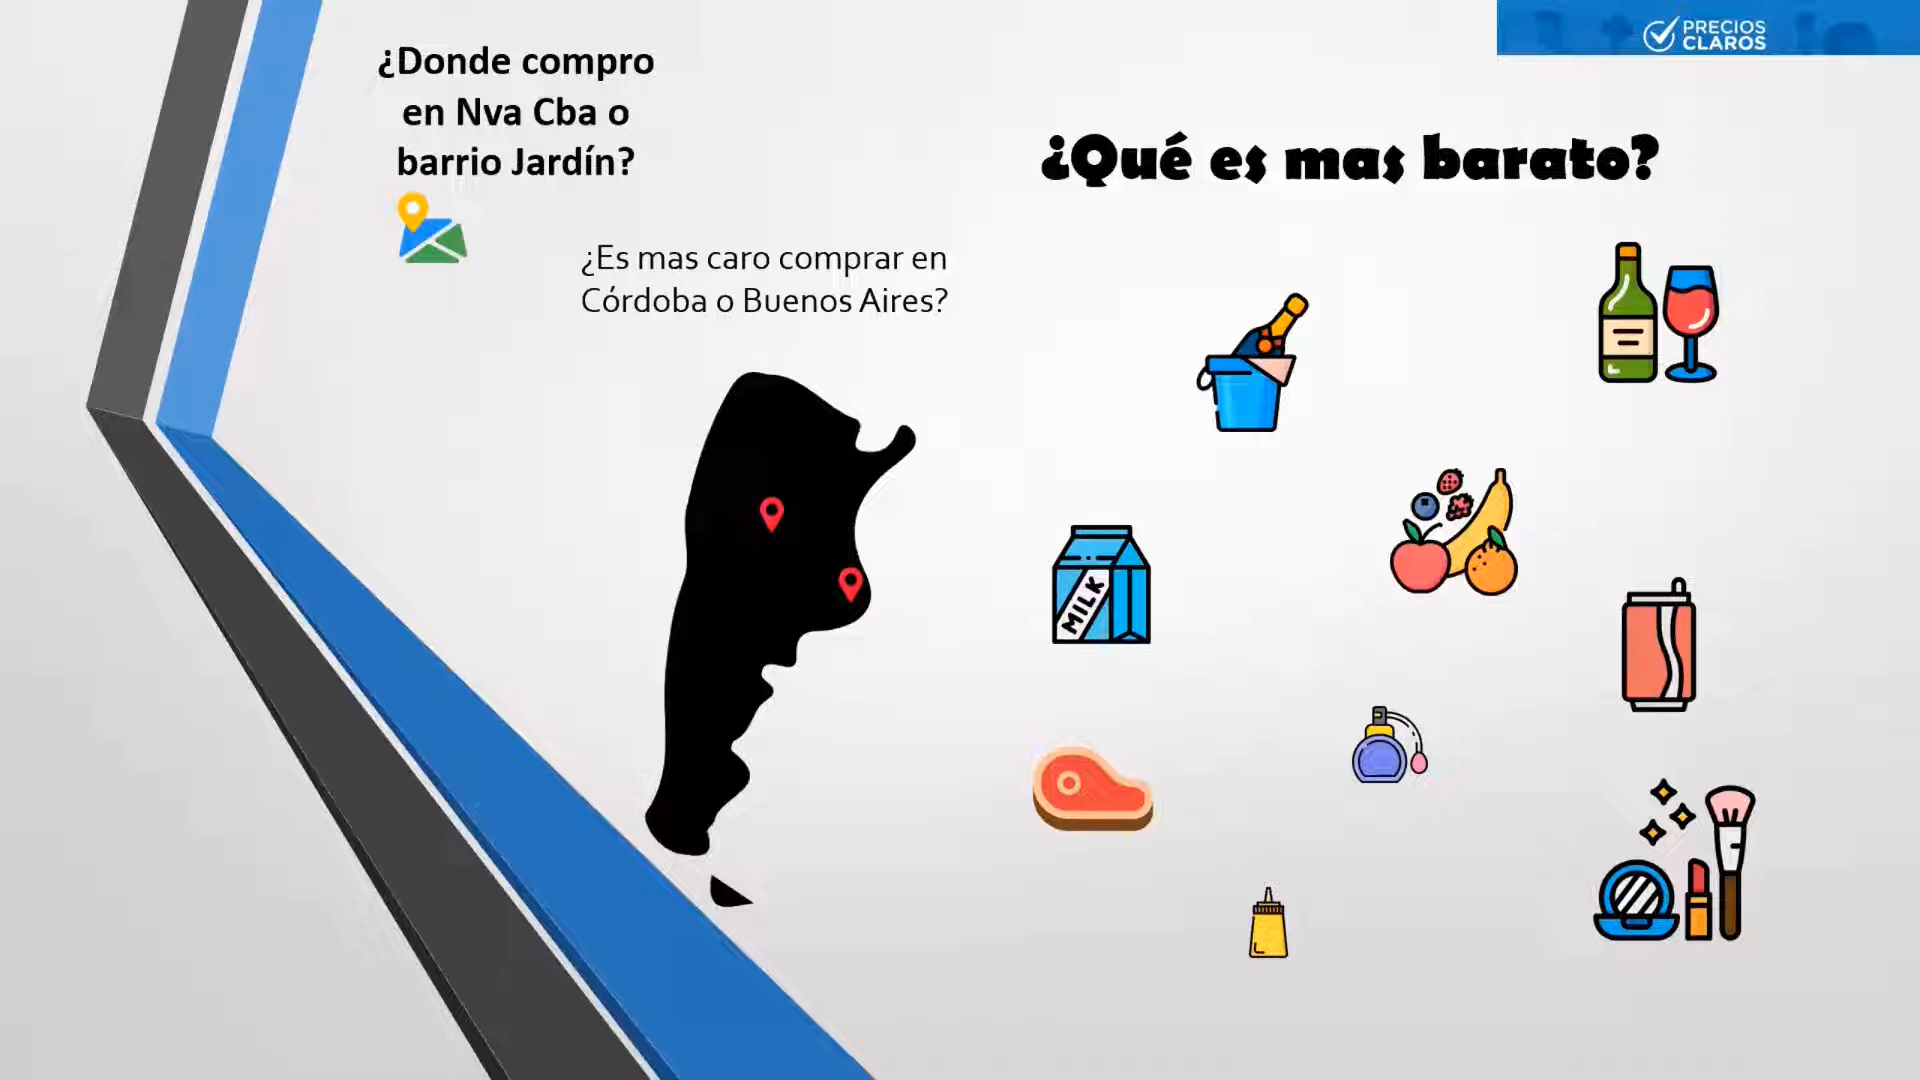 ¿Donde compro
en Nva Cba o
barrio Jardín?
PRECIOS
CLAROS
¿Qué es mas barato?
¿Es mas caro comprar en
Córdoba o Buenos Aires?
MILK